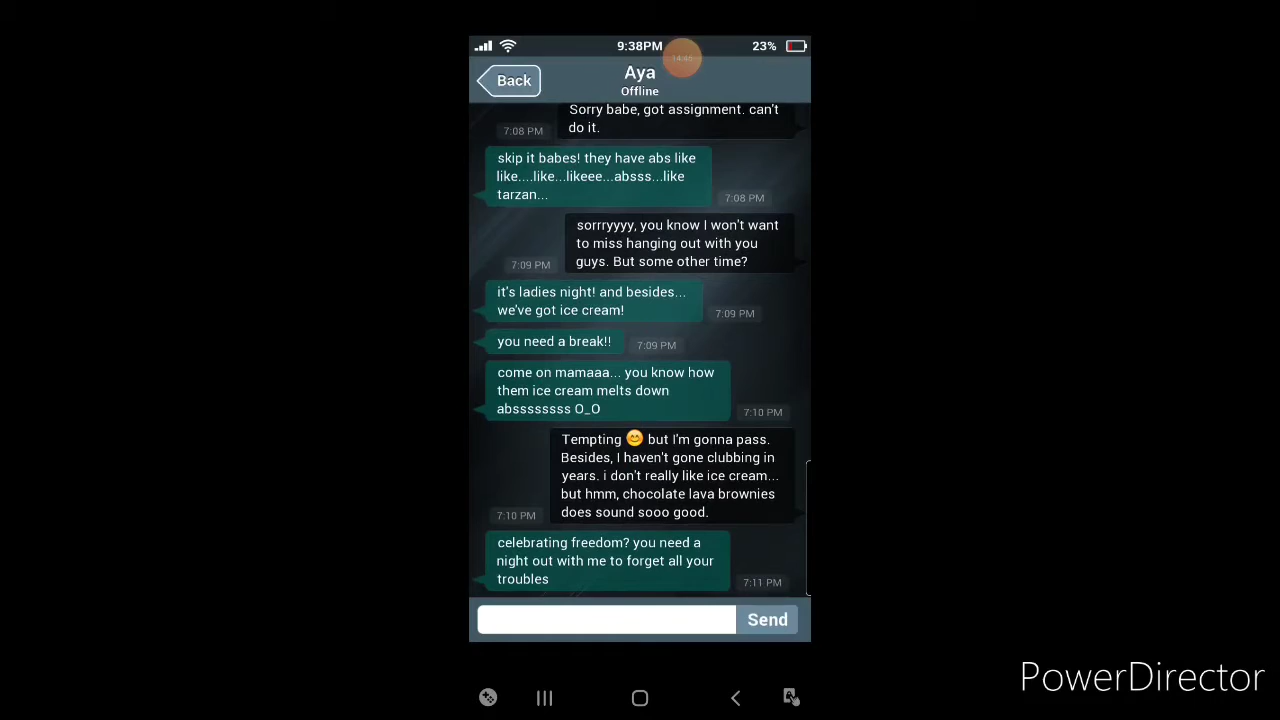 9:38PM
23%
14:45
Back
Aya
Offline
Sorry babe, got assignment. can't
do it.
7:08 PM
skip it babes! they have abs like
like....like...likeee...absss...like
tarzan...
7:08 PM
sorrryyyy, you know I won't want
to miss hanging out with you
guys. But some other time?
7:09 PM
it's ladies night! and besides...
we've got ice cream!
7:09 PM
you need a break!!
7:09 PM
come on mamaaa... you know how
them ice cream melts down
abssssssss O_O
7:10 PM
Tempting 😊 but I'm gonna pass.
Besides, I haven't gone clubbing in
years. i don't really like ice cream...
but hmm, chocolate lava brownies
does sound sooo good.
7:10 PM
celebrating freedom? you need a
night out with me to forget all your
troubles
7:11 PM
Send
PowerDirector